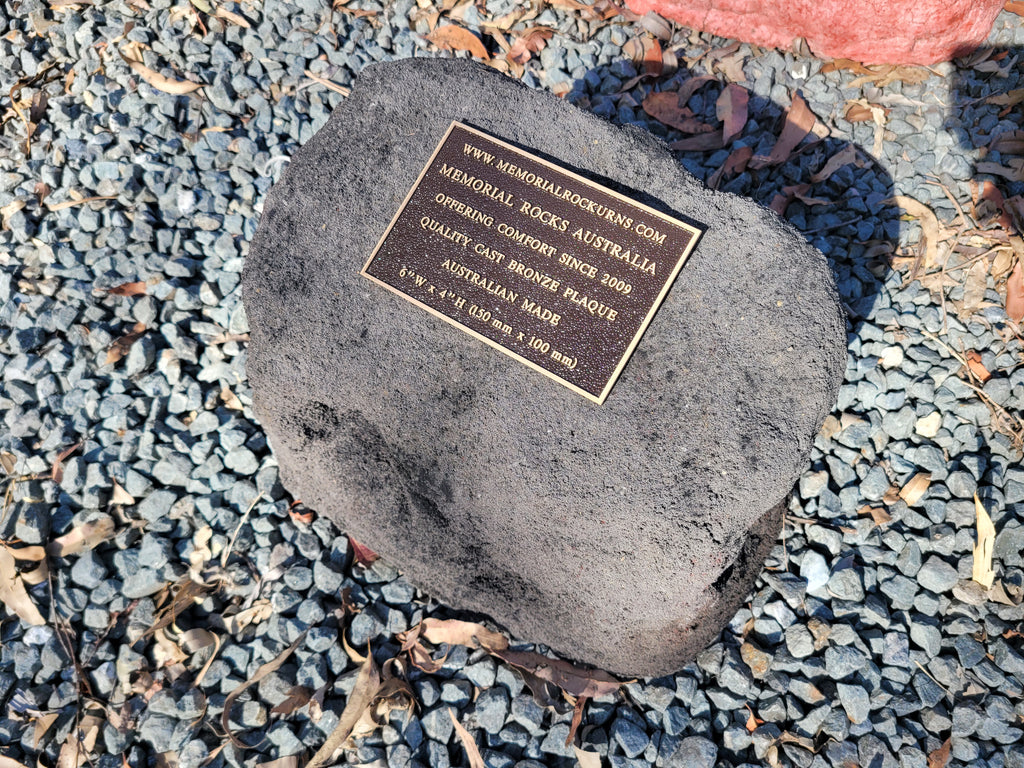 WWW.MEMORIALROCKURNS.COM
MEMORIAL ROCKS AUSTRALIA
OFFERING COMFORT SINCE 2009
QUALITY CAST BRONZE PLAQUE
AUSTRALIAN MADE
6"W x 4"H (150 mm x 100 mm)